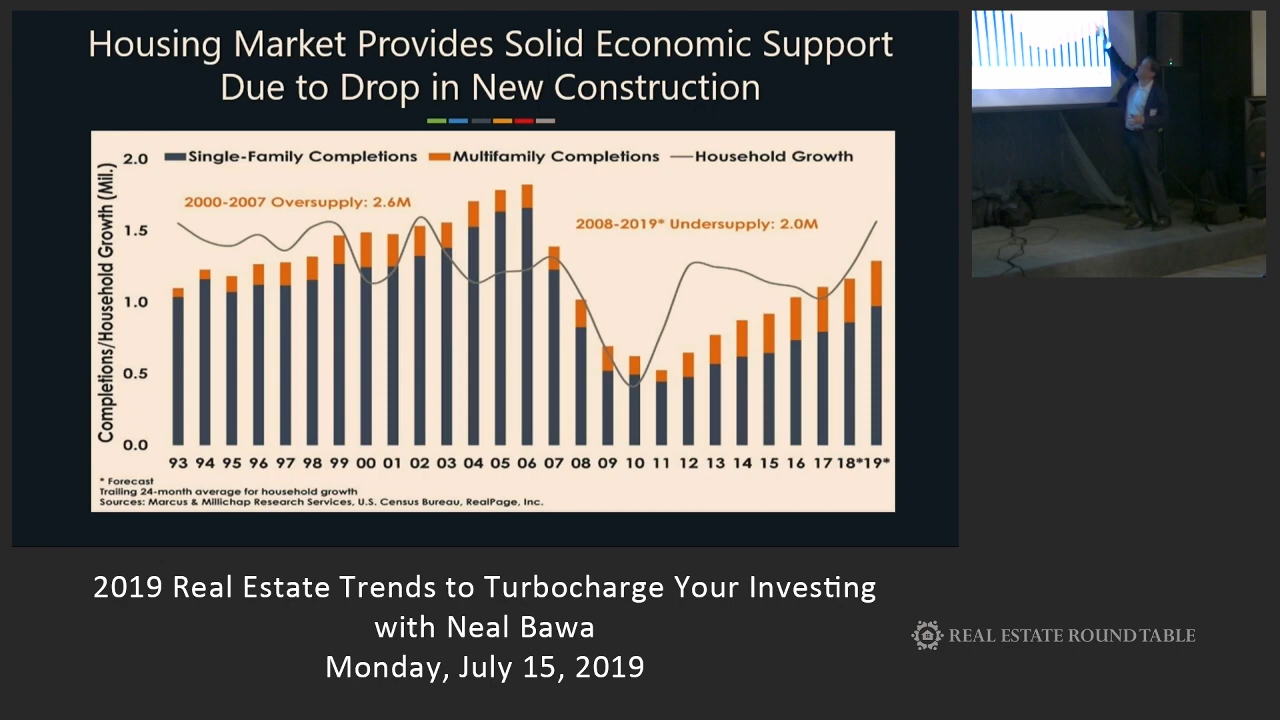 Housing Market Provides Solid Economic Support
Due to Drop in New Construction
Completions/Household Growth (Mil.)
2.0
1.5
1.0
0.5
0.0
Single-Family Completions Multifamily Completions Household Growth
2000-2007 Oversupply: 2.6M
2008-2019* Undersupply: 2.0M
93 94 95 96 97 98 99 00 01 02 03 04 05 06 07 08 09 10 11 12 13 14 15 16 17 18* 19*
* Forecast
Trailing 24-month average for household growth
Sources: Marcus & Millichap Research Services, U.S. Census Bureau, RealPage, Inc.
2019 Real Estate Trends to Turbocharge Your Investing
with Neal Bawa
Monday, July 15, 2019
REAL ESTATE ROUND TABLE